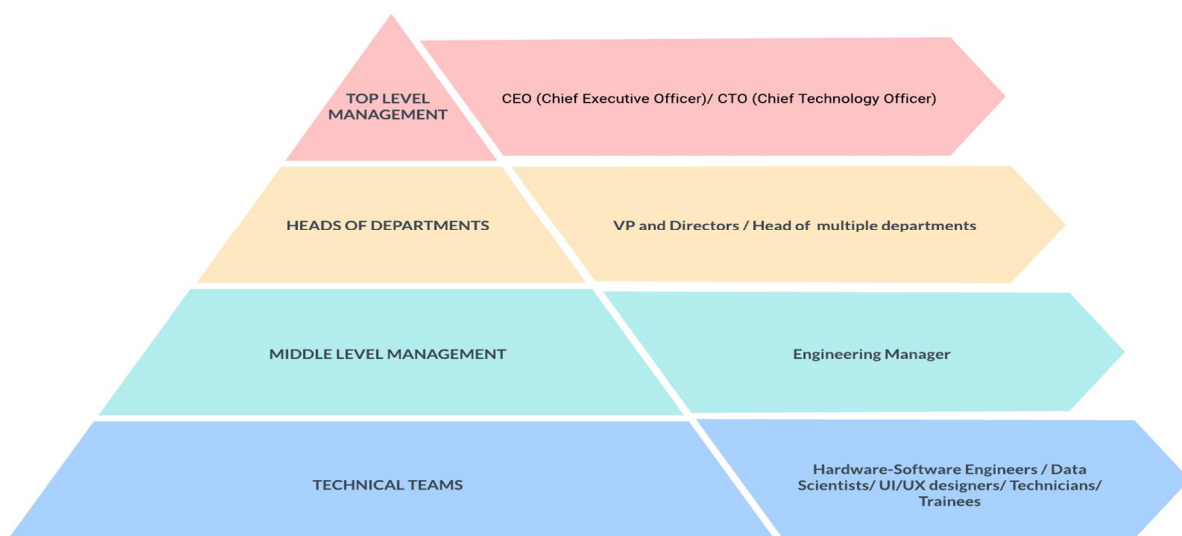 TOP LEVEL
MANAGEMENT
CEO (Chief Executive Officer)/ CTO (Chief Technology Officer)
HEADS OF DEPARTMENTS
VP and Directors / Head of multiple departments
MIDDLE LEVEL MANAGEMENT
Engineering Manager
TECHNICAL TEAMS
Hardware-Software Engineers / Data
Scientists/ UI/UX designers/ Technicians/
Trainees